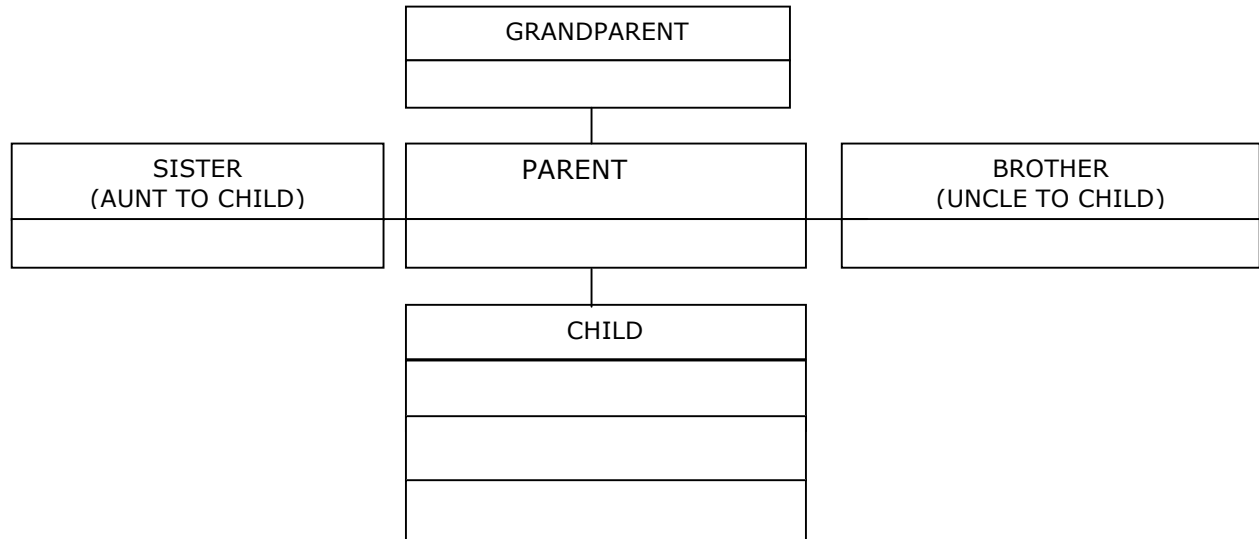 GRANDPARENT
SISTER
(AUNT TO CHILD)
PARENT
BROTHER
(UNCLE TO CHILD)
CHILD